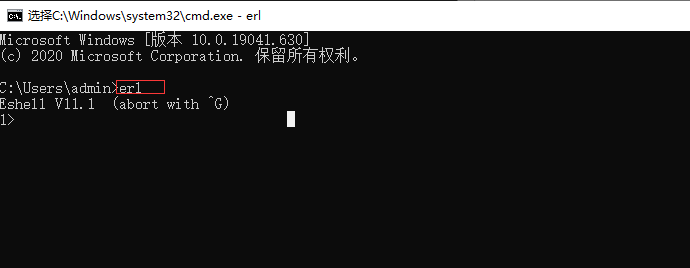 选择C:\Windows\system32\cmd.exe - erl
Microsoft Windows [版本 10.0.19041.630]
(c) 2020 Microsoft Corporation. 保留所有权利。
C:\Users\admin>erl
Eshell V11.1  (abort with ^G)
1>